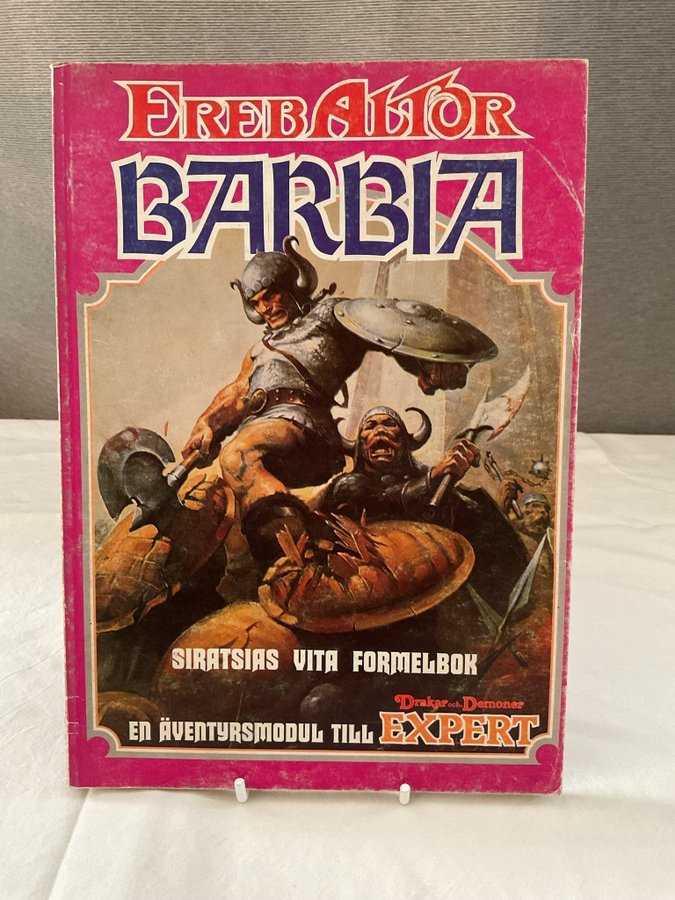 EREB ALTOR
BARBIA
SIRATSIAS VITA FORMELBOK
Drakar och Demoner
EN ÄVENTYRSMODUL TILL EXPERT